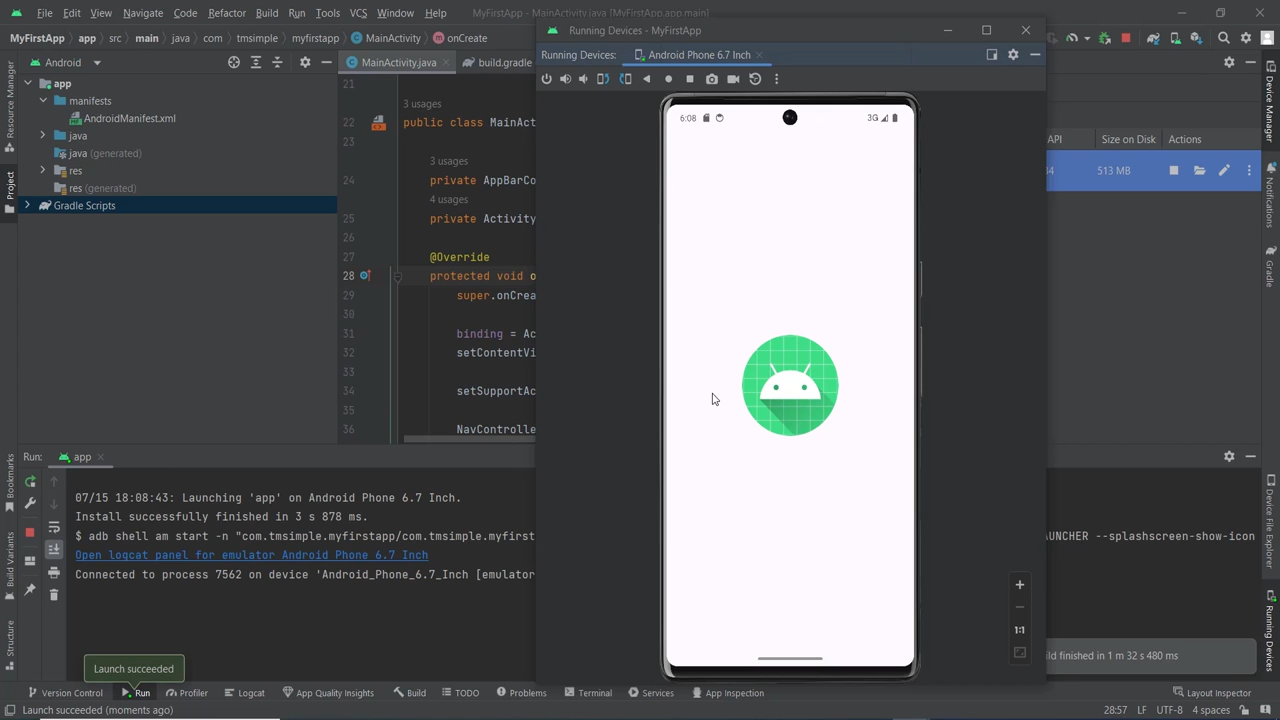 File Edit View Navigate Code Refactor Build Run Tools VCS Window Help
MyFirstApp - MainActivity.java [MyFirstApp.app.main]
Running Devices - MyFirstApp
MyFirstApp app src main java com tmsimple myfirstapp MainActivity onCreate
Running Devices: Android Phone 6.7 Inch
Android
MainActivity.java
build.gradle
app
manifests
AndroidManifest.xml
java
java (generated)
res
res (generated)
Gradle Scripts
Resource Manager
Project
Bookmarks
Build Variants
Structure
21
3 usages
22 public class MainAct
23
3 usages
24 private AppBarCo
4 usages
25 private Activity
26
27 @Override
28 protected void o
29 super.onCrea
30
31 binding = Ac
32 setContentVi
33
34 setSupportAc
35
36 NavControlle
6:08
3G
1:1
API Size on Disk Actions
513 MB
Device Manager
Notifications
Gradle
Device File Explorer
Running Devices
Run: app
07/15 18:08:43: Launching 'app' on Android Phone 6.7 Inch.
Install successfully finished in 3 s 878 ms.
$ adb shell am start -n "com.tmsimple.myfirstapp/com.tmsimple.myfirst
AUNCHER --splashscreen-show-icon
Open logcat panel for emulator Android Phone 6.7 Inch
Connected to process 7562 on device 'Android_Phone_6.7_Inch [emulator
Launch succeeded
ild finished in 1 m 32 s 480 ms
Version Control Run Profiler Logcat App Quality Insights Build TODO Problems Terminal Services App Inspection Layout Inspector
Launch succeeded (moments ago)
28:57 LF UTF-8 4 spaces